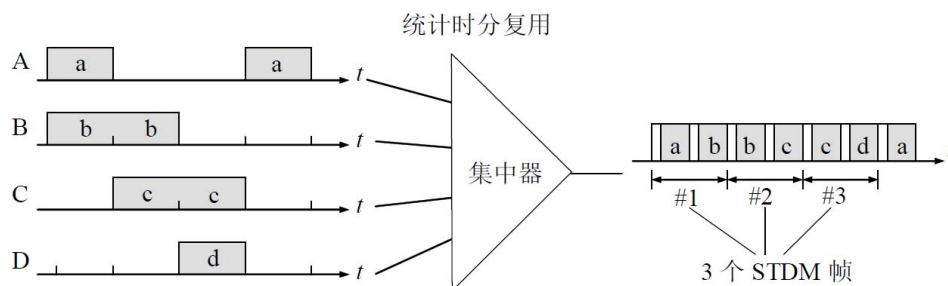 统计时分复用
A a a t
B b b t
C c c t
D d t
集中器
a b b c c d a
#1 #2 #3
3 个 STDM 帧